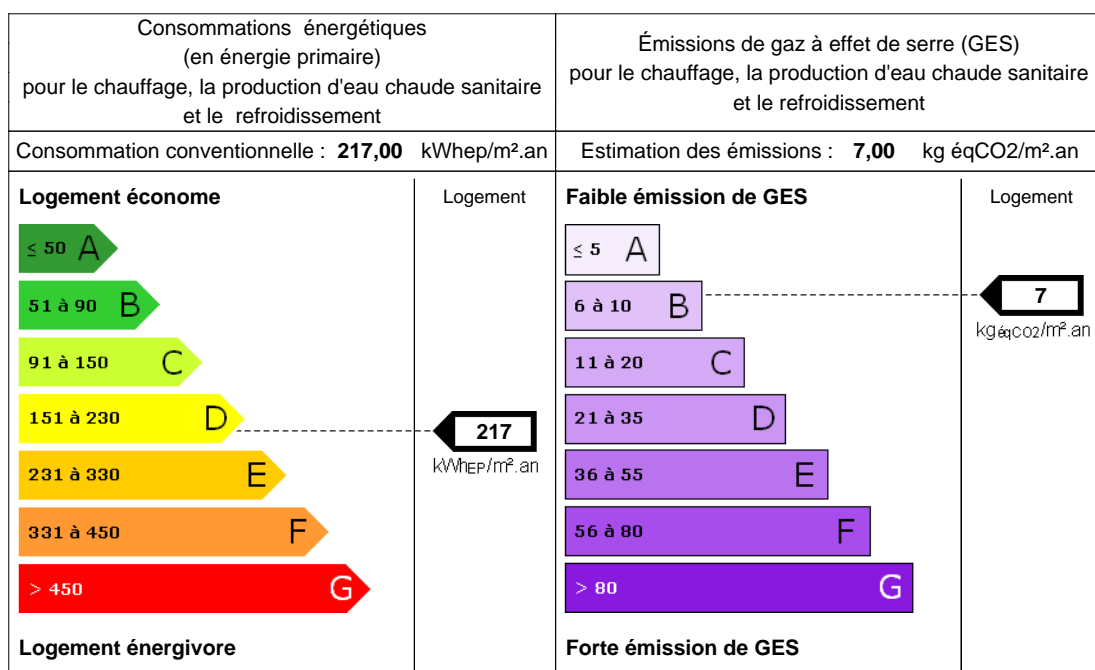 Consommations énergétiques
(en énergie primaire)
pour le chauffage, la production d'eau chaude sanitaire
et le refroidissement
Émissions de gaz à effet de serre (GES)
pour le chauffage, la production d'eau chaude sanitaire
et le refroidissement
Consommation conventionnelle : 217,00 kWhep/m².an
Estimation des émissions : 7,00 kg éqCO2/m².an
Logement économe
Logement
≤ 50 A
51 à 90 B
91 à 150 C
151 à 230 D
217
kWhEP/m².an
231 à 330 E
331 à 450 F
> 450 G
Logement énergivore
Faible émission de GES
Logement
≤ 5 A
6 à 10 B
7
kgéqCO2/m².an
11 à 20 C
21 à 35 D
36 à 55 E
56 à 80 F
> 80 G
Forte émission de GES